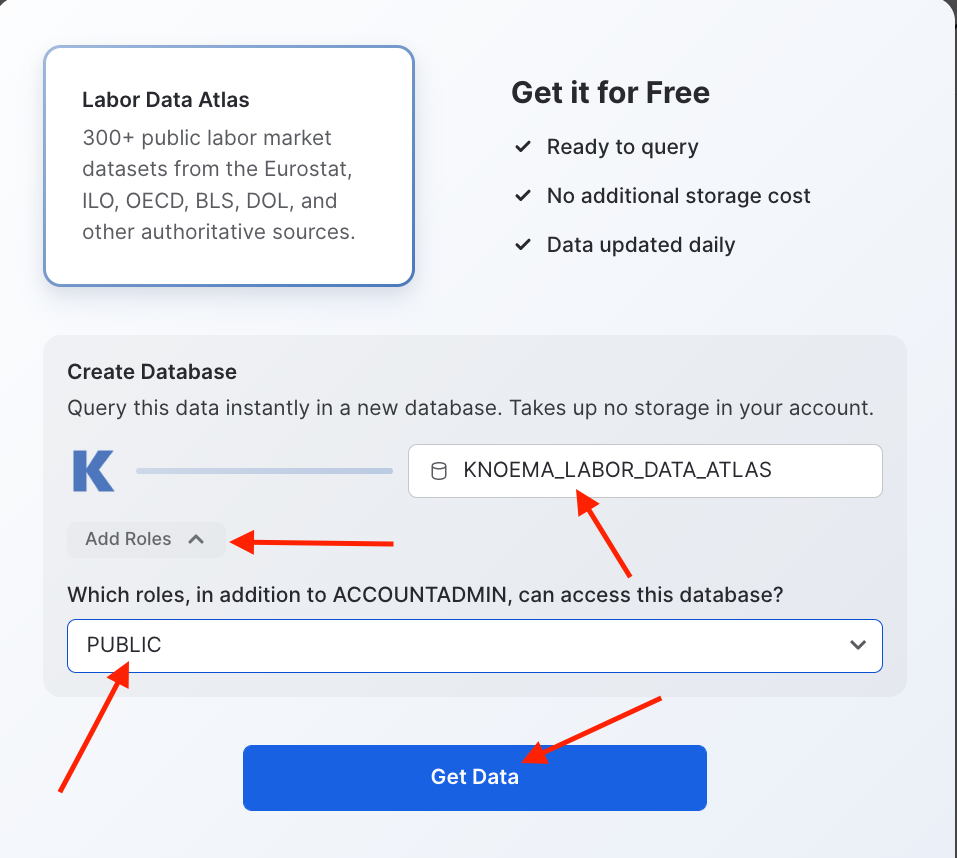 Labor Data Atlas
300+ public labor market
datasets from the Eurostat,
ILO, OECD, BLS, DOL, and
other authoritative sources.
Get it for Free
Ready to query
No additional storage cost
Data updated daily
Create Database
Query this data instantly in a new database. Takes up no storage in your account.
K
KNOEMA_LABOR_DATA_ATLAS
Add Roles
Which roles, in addition to ACCOUNTADMIN, can access this database?
PUBLIC
Get Data